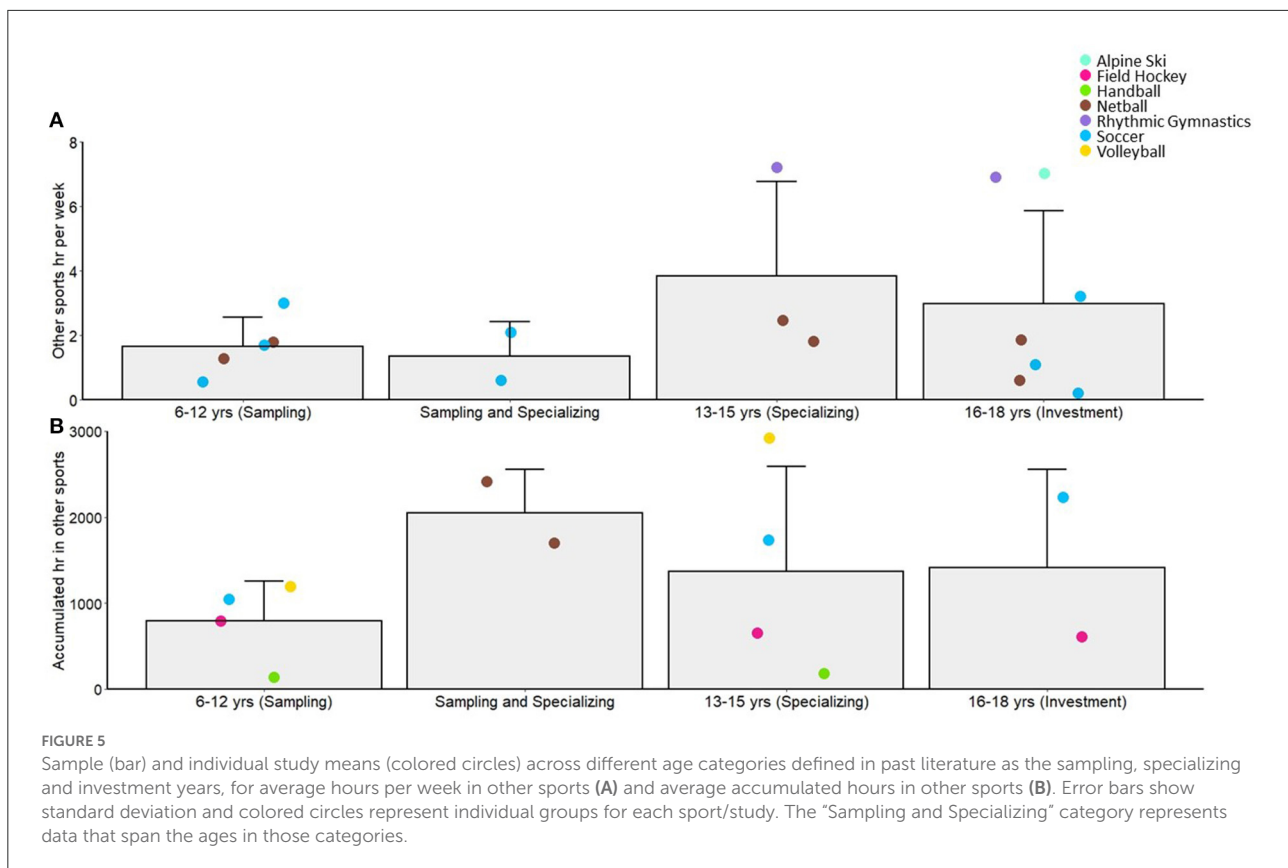 Alpine Ski
Field Hockey
Handball
Netball
Rhythmic Gymnastics
Soccer
Volleyball
A
8
6
4
2
0
Other sports hr per week
6-12 yrs (Sampling)
Sampling and Specializing
13-15 yrs (Specializing)
16-18 yrs (Investment)
B
3000
2000
1000
0
Accumulated hr in other sports
6-12 yrs (Sampling)
Sampling and Specializing
13-15 yrs (Specializing)
16-18 yrs (Investment)
FIGURE 5
Sample (bar) and individual study means (colored circles) across different age categories defined in past literature as the sampling, specializing
and investment years, for average hours per week in other sports (A) and average accumulated hours in other sports (B). Error bars show
standard deviation and colored circles represent individual groups for each sport/study. The “Sampling and Specializing” category represents
data that span the ages in those categories.